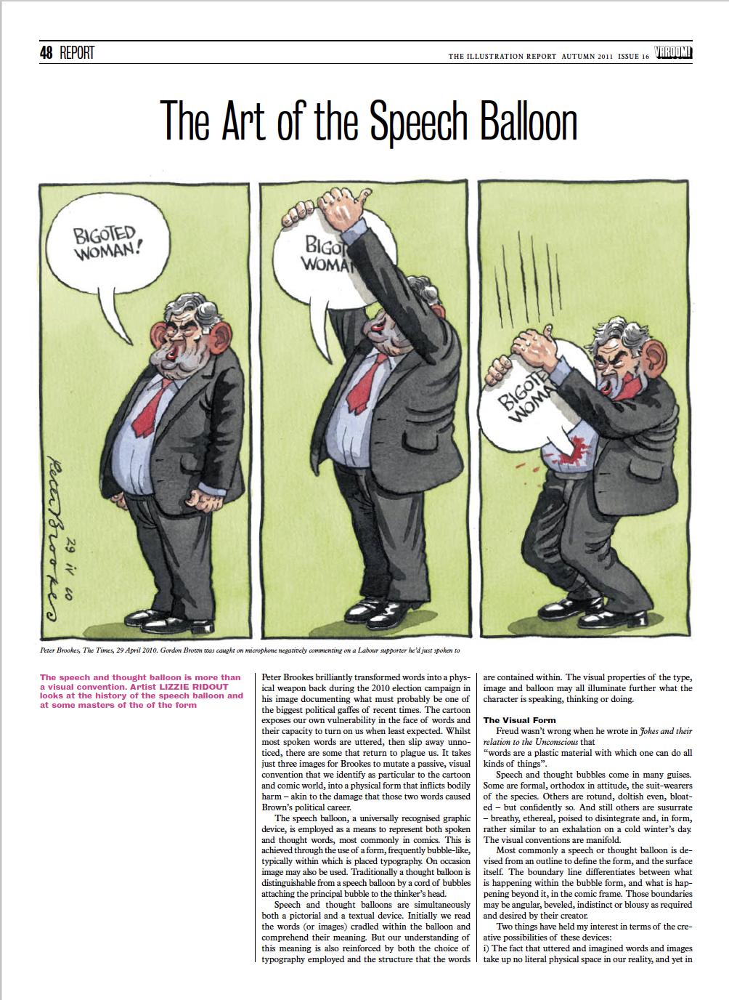 48 REPORT
THE ILLUSTRATION REPORT AUTUMN 2011 ISSUE 16 VAROOM!
The Art of the Speech Balloon
BIGOTED
WOMAN!
BIGOT
WOMAN
BIGOTE
WOMA
Peter Brookes
29 iv 10
Peter Brookes, The Times, 29 April 2010. Gordon Brown was caught on microphone negatively commenting on a Labour supporter he'd just spoken to
The speech and thought balloon is more than
a visual convention. Artist LIZZIE RIDOUT
looks at the history of the speech balloon and
at some masters of the of the form
Peter Brookes brilliantly transformed words into a phys-
ical weapon back during the 2010 election campaign in
his image documenting what must probably be one of
the biggest political gaffes of recent times. The cartoon
exposes our own vulnerability in the face of words and
their capacity to turn on us when least expected. Whilst
most spoken words are uttered, then slip away unno-
ticed, there are some that return to plague us. It takes
just three images for Brookes to mutate a passive, visual
convention that we identify as particular to the cartoon
and comic world, into a physical form that inflicts bodily
harm – akin to the damage that those two words caused
Brown's political career.
The speech balloon, a universally recognised graphic
device, is employed as a means to represent both spoken
and thought words, most commonly in comics. This is
achieved through the use of a form, frequently bubble-like,
typically within which is placed typography. On occasion
image may also be used. Traditionally a thought balloon is
distinguishable from a speech balloon by a cord of bubbles
attaching the principal bubble to the thinker's head.
Speech and thought balloons are simultaneously
both a pictorial and a textual device. Initially we read
the words (or images) cradled within the balloon and
comprehend their meaning. But our understanding of
this meaning is also reinforced by both the choice of
typography employed and the structure that the words
are contained within. The visual properties of the type,
image and balloon may all illuminate further what the
character is speaking, thinking or doing.
The Visual Form
Freud wasn't wrong when he wrote in Jokes and their
relation to the Unconscious that
"words are a plastic material with which one can do all
kinds of things".
Speech and thought bubbles come in many guises.
Some are formal, orthodox in attitude, the suit-wearers
of the species. Others are rotund, doltish even, bloat-
ed – but confidently so. And still others are susurrate
– breathy, ethereal, poised to disintegrate and, in form,
rather similar to an exhalation on a cold winter's day.
The visual conventions are manifold.
Most commonly a speech or thought balloon is de-
vised from an outline to define the form, and the surface
itself. The boundary line differentiates between what
is happening within the bubble form, and what is hap-
pening beyond it, in the comic frame. Those boundaries
may be angular, beveled, indistinct or blousy as required
and desired by their creator.
Two things have held my interest in terms of the cre-
ative possibilities of these devices:
i) The fact that uttered and imagined words and images
take up no literal physical space in our reality, and yet in